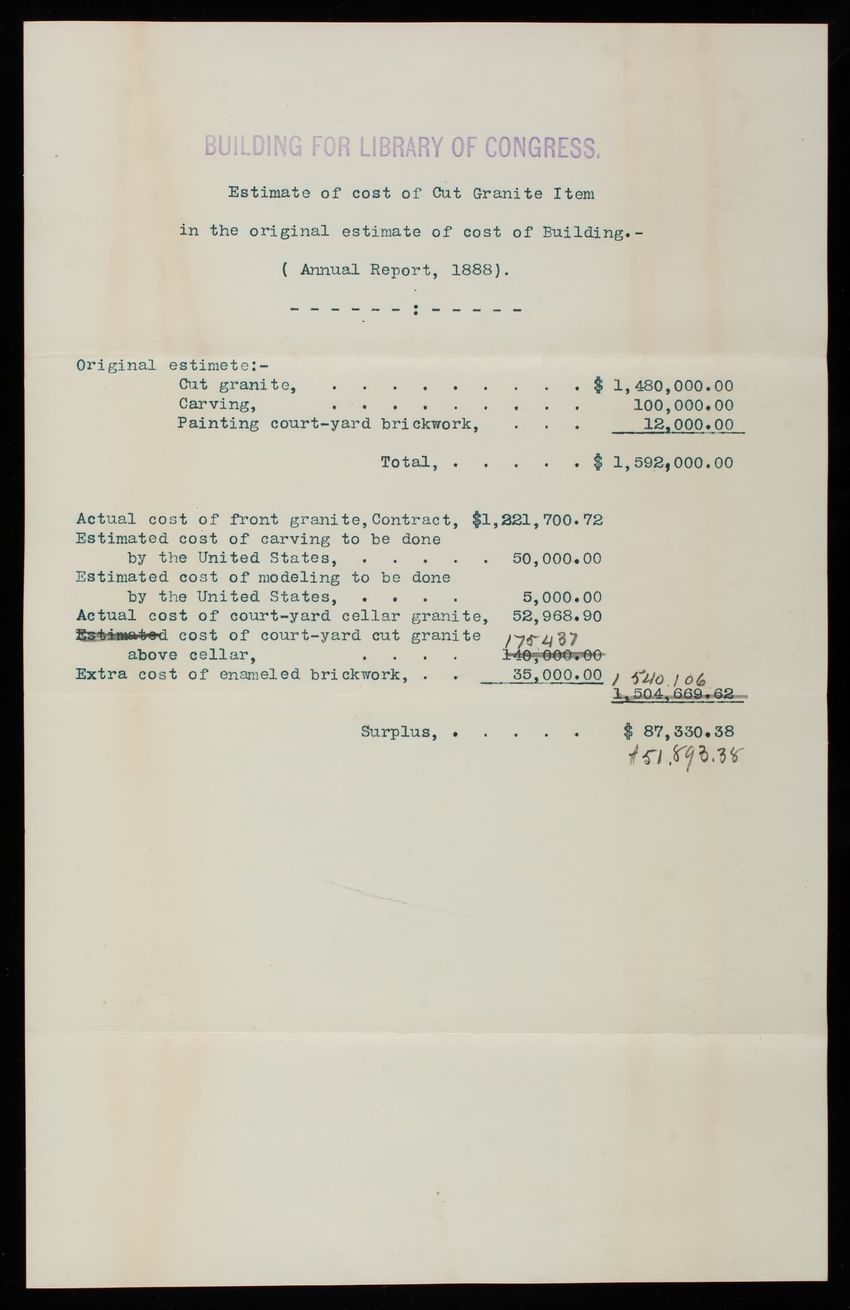 BUILDING FOR LIBRARY OF CONGRESS.
Estimate of cost of Cut Granite Item
in the original estimate of cost of Building.-
( Annual Report, 1888).
- - - - - - : - - - - -
Original estimete:-
Cut granite, . . . . . . . . . $ 1,480,000.00
Carving, . . . . . . . . . 100,000.00
Painting court-yard brickwork, . . . 12,000.00
Total, . . . . . $ 1,592,000.00
Actual cost of front granite,Contract, $1,221,700.72
Estimated cost of carving to be done
by the United States, . . . . . 50,000.00
Estimated cost of modeling to be done
by the United States, . . . . 5,000.00
Actual cost of court-yard cellar granite, 52,968.90
Estimated cost of court-yard cut granite 175437
above cellar, . . . . 140,000.00
Extra cost of enameled brickwork, . . 35,000.00 1 540.106
1,504,669.62
Surplus, . . . . . $ 87,330.38
$51.893.38